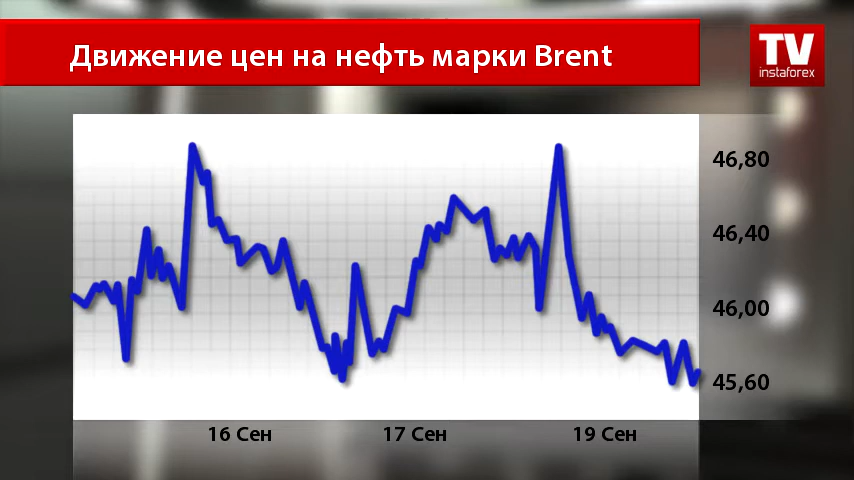 Движение цен на нефть марки Brent
TV
instaforex
46,80
46,40
46,00
45,60
16 Сен 17 Сен 19 Сен